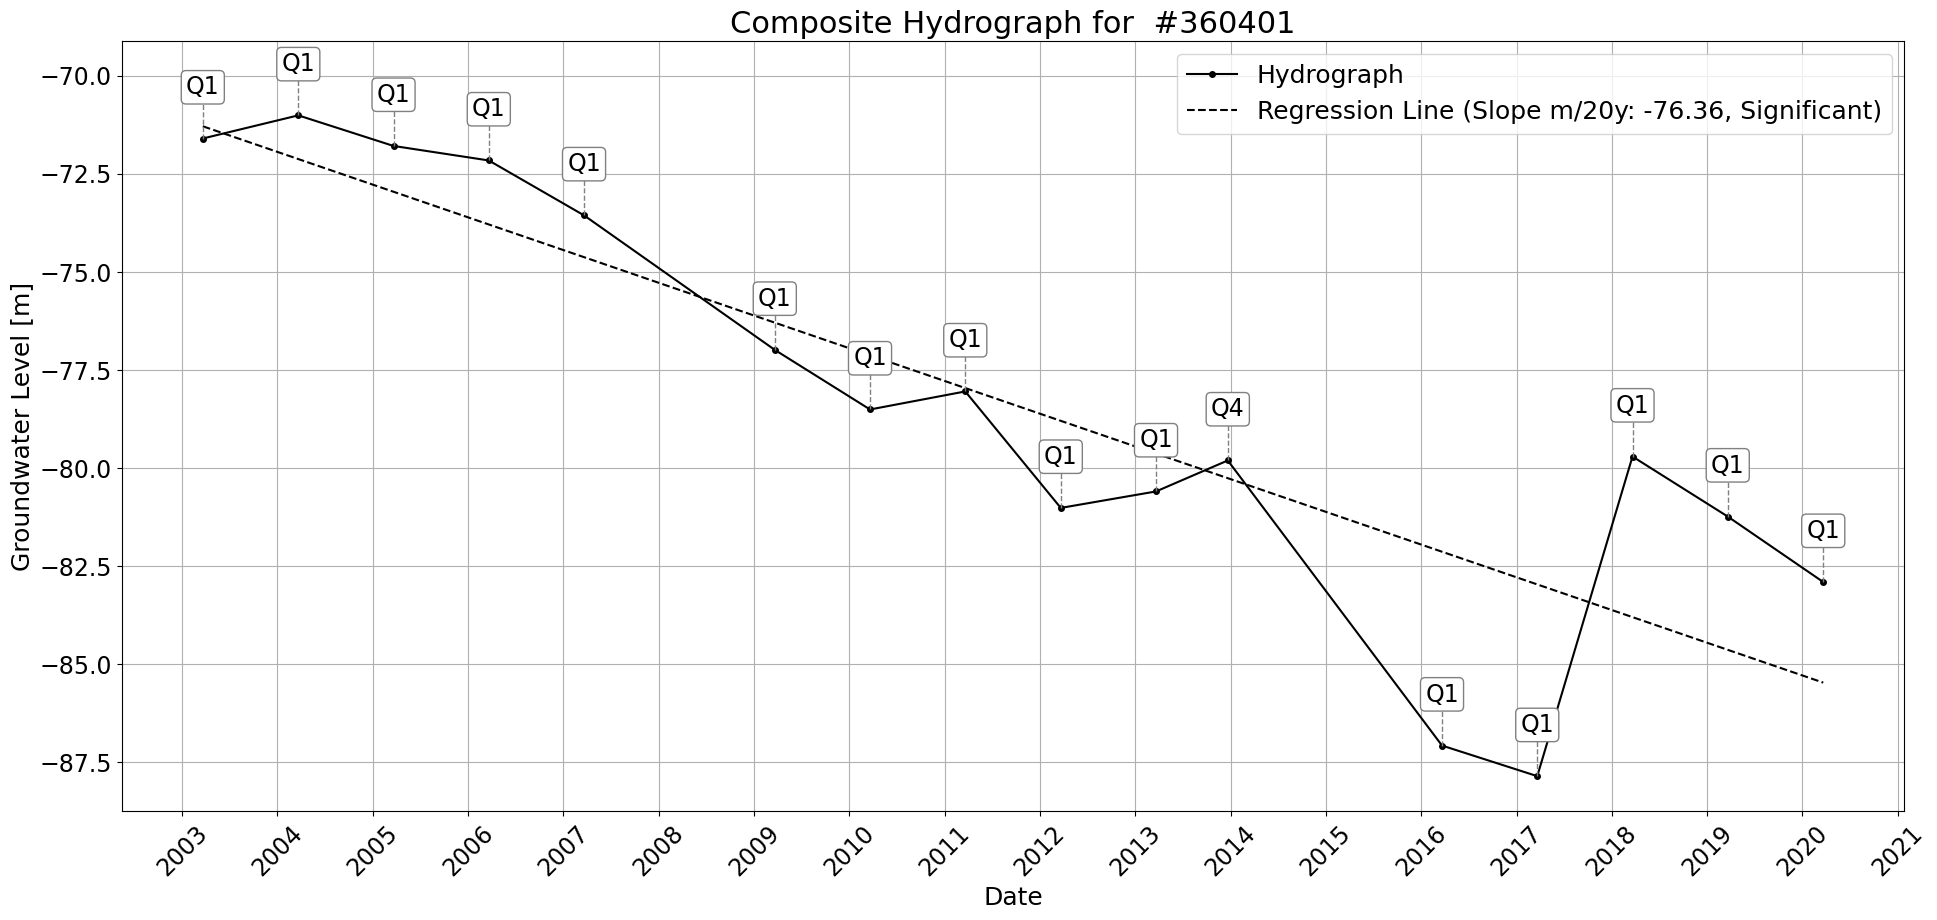 Composite Hydrograph for  #360401
Hydrograph
Regression Line (Slope m/20y: -76.36, Significant)
Groundwater Level [m]
−70.0
−72.5
−75.0
−77.5
−80.0
−82.5
−85.0
−87.5
Q1
Q1
Q1
Q1
Q1
Q1
Q1
Q1
Q1
Q1
Q4
Q1
Q1
Q1
Q1
Q1
2003
2004
2005
2006
2007
2008
2009
2010
2011
2012
2013
2014
2015
2016
2017
2018
2019
2020
2021
Date